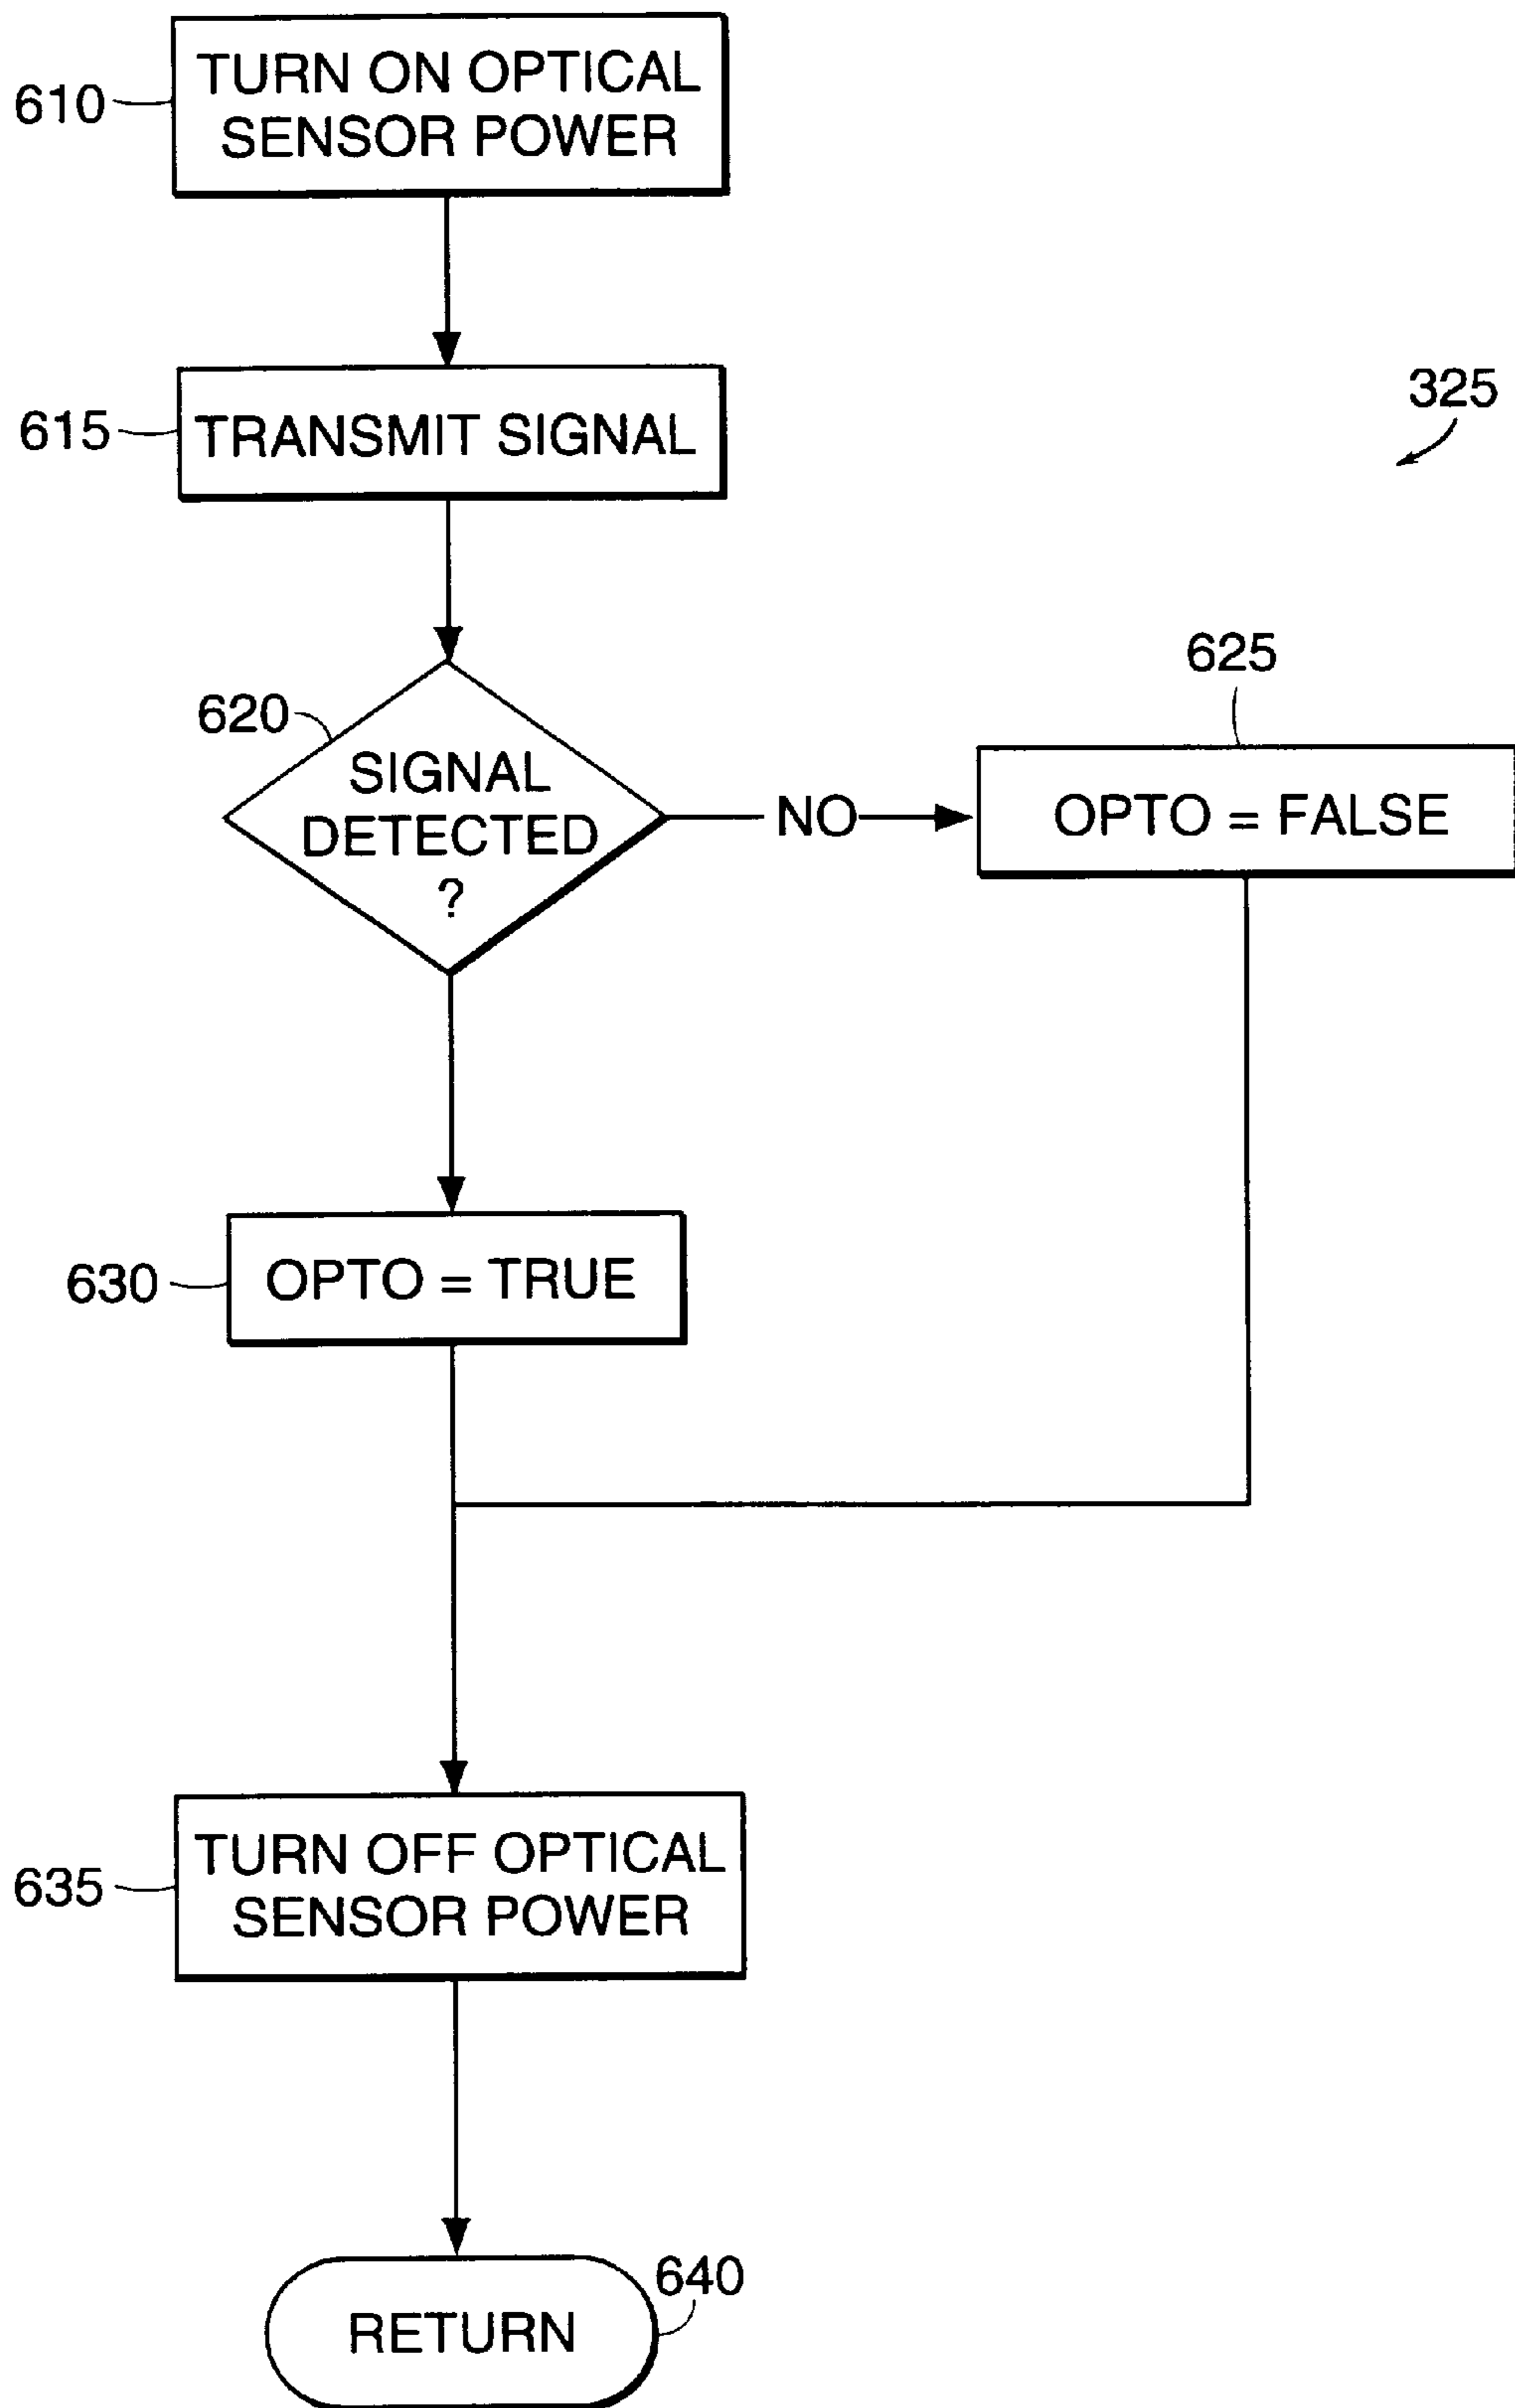 610
TURN ON OPTICAL
SENSOR POWER
615
TRANSMIT SIGNAL
325
620
SIGNAL
DETECTED
?
NO
625
OPTO = FALSE
630
OPTO = TRUE
635
TURN OFF OPTICAL
SENSOR POWER
640
RETURN